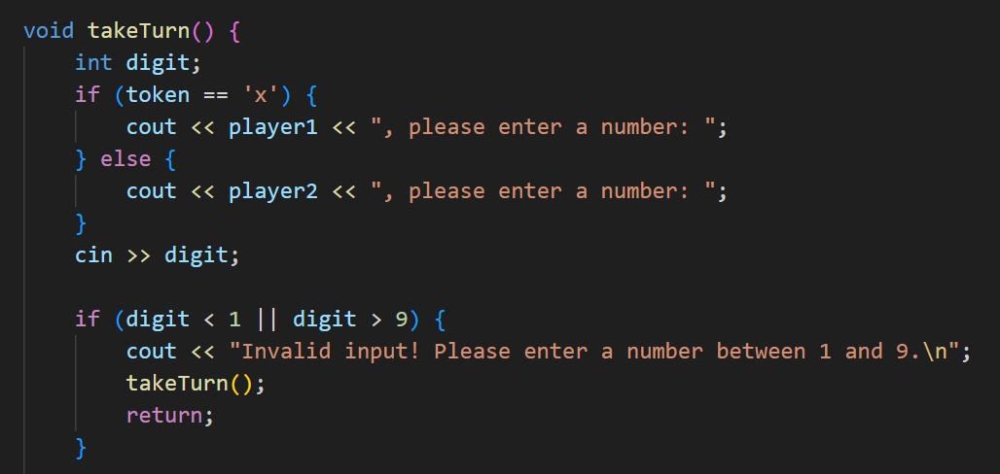 void takeTurn() {
    int digit;
    if (token == 'x') {
        cout << player1 << ", please enter a number: ";
    } else {
        cout << player2 << ", please enter a number: ";
    }
    cin >> digit;

    if (digit < 1 || digit > 9) {
        cout << "Invalid input! Please enter a number between 1 and 9.\n";
        takeTurn();
        return;
    }